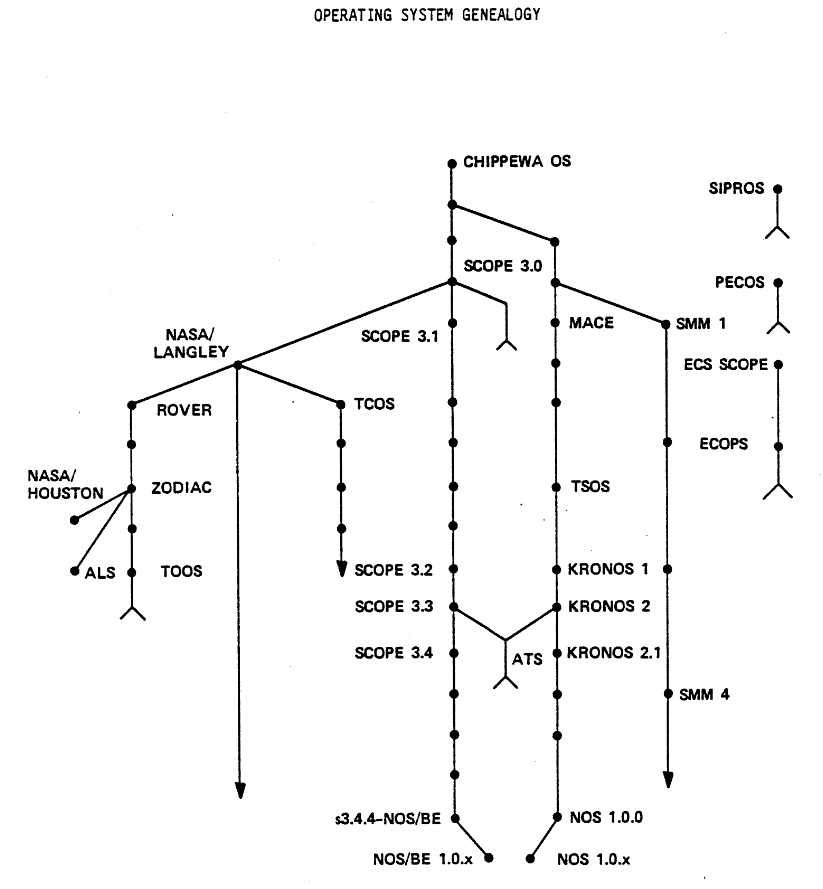 OPERATING SYSTEM GENEALOGY
CHIPPEWA OS
SIPROS
SCOPE 3.0
PECOS
SCOPE 3.1
MACE
SMM 1
NASA/
LANGLEY
ECS SCOPE
ROVER
TCOS
ECOPS
NASA/
HOUSTON
ZODIAC
TSOS
ALS
TOOS
SCOPE 3.2
KRONOS 1
SCOPE 3.3
KRONOS 2
SCOPE 3.4
ATS
KRONOS 2.1
SMM 4
s3.4.4–NOS/BE
NOS 1.0.0
NOS/BE 1.0.x
NOS 1.0.x